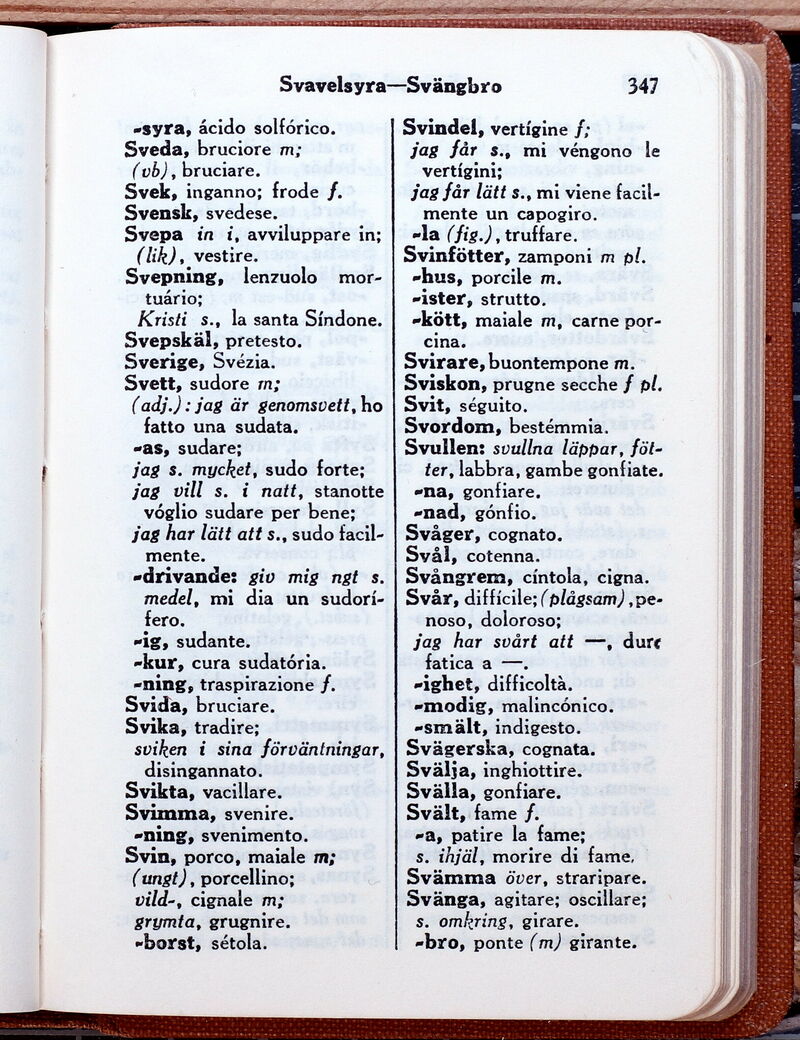 Svavelsyra—Svängbro 347
-syra, ácido solfórico.
Sveda, bruciore m;
(vb), bruciare.
Svek, inganno; frode f.
Svensk, svedese.
Svepa in i, avviluppare in;
(lik), vestire.
Svepning, lenzuolo mor-
tuário;
Kristi s., la santa Síndone.
Svepskäl, pretesto.
Sverige, Svézia.
Svett, sudore m;
(adj.): jag är genomsvett, ho
fatto una sudata.
-as, sudare;
jag s. mycket, sudo forte;
jag vill s. i natt, stanotte
vóglio sudare per bene;
jag har lätt att s., sudo facil-
mente.
-drivande: giv mig ngt s.
medel, mi dia un sudorí-
fero.
-ig, sudante.
-kur, cura sudatória.
-ning, traspirazione f.
Svida, bruciare.
Svika, tradire;
sviken i sina förväntningar,
disingannato.
Svikta, vacillare.
Svimma, svenire.
-ning, svenimento.
Svin, porco, maiale m;
(ungt), porcellino;
vild-, cignale m;
grymta, grugnire.
-borst, sétola.
Svindel, vertígine f;
jag får s., mi véngono le
vertígini;
jag får lätt s., mi viene facil-
mente un capogiro.
-la (fig.), truffare.
Svinfötter, zamponi m pl.
-hus, porcile m.
-ister, strutto.
-kött, maiale m, carne por-
cina.
Svirare, buontempone m.
Sviskon, prugne secche f pl.
Svit, séguito.
Svordom, bestémmia.
Svullen: svullna läppar, föt-
ter, labbra, gambe gonfiate.
-na, gonfiare.
-nad, gónfio.
Svåger, cognato.
Svål, cotenna.
Svångrem, cíntola, cigna.
Svår, diffícile; (plågsam), pe-
noso, doloroso;
jag har svårt att —, dure
fatica a —.
-ighet, difficoltà.
-modig, malincónico.
-smält, indigesto.
Svägerska, cognata.
Svälja, inghiottire.
Svälla, gonfiare.
Svält, fame f.
-a, patire la fame;
s. ihjäl, morire di fame.
Svämma över, straripare.
Svänga, agitare; oscillare;
s. omkring, girare.
-bro, ponte (m) girante.